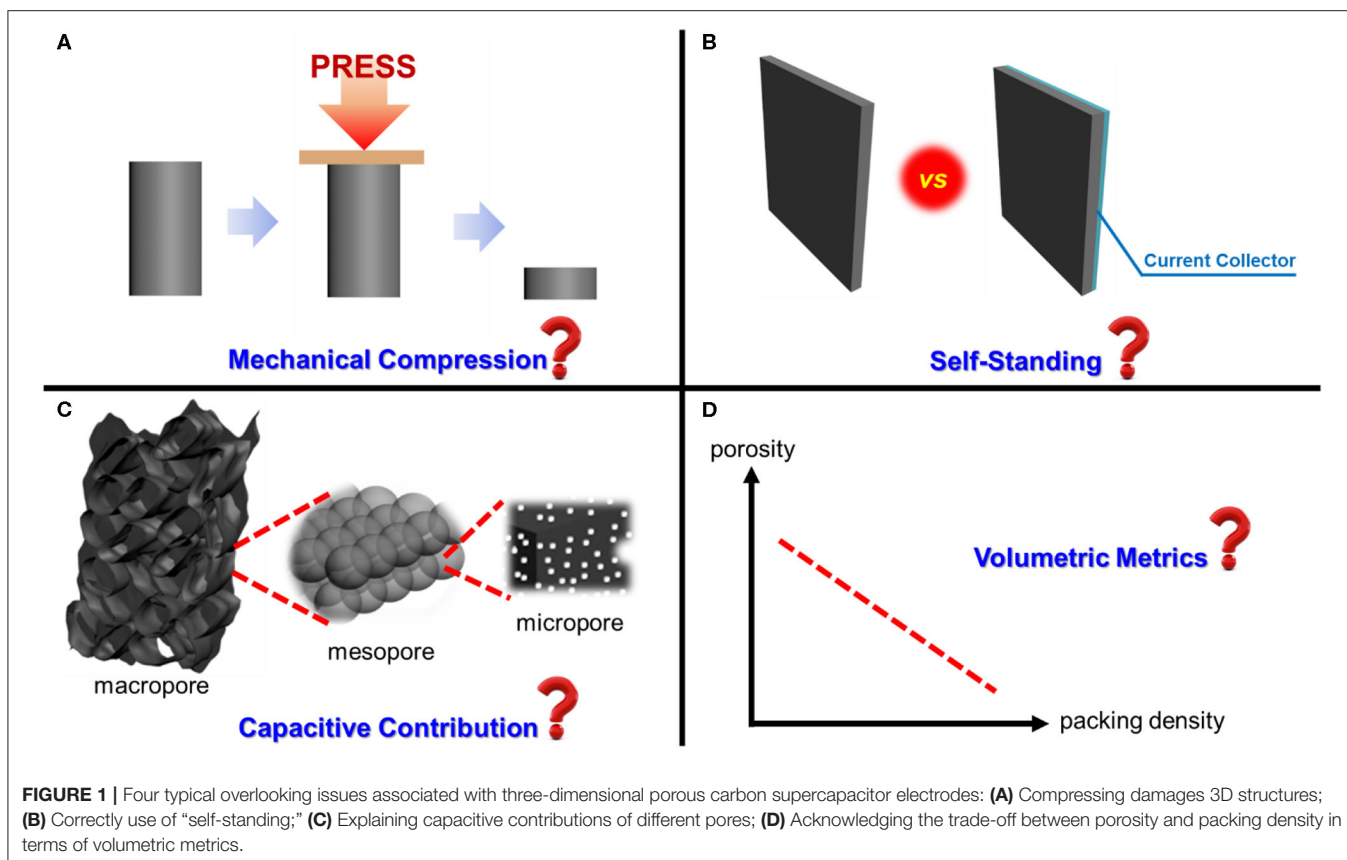 A
PRESS
Mechanical Compression ?
B
vs
Current Collector
Self-Standing ?
C
macropore
mesopore
micropore
Capacitive Contribution ?
D
porosity
Volumetric Metrics ?
packing density
FIGURE 1 | Four typical overlooking issues associated with three-dimensional porous carbon supercapacitor electrodes: (A) Compressing damages 3D structures;
(B) Correctly use of “self-standing;” (C) Explaining capacitive contributions of different pores; (D) Acknowledging the trade-off between porosity and packing density in
terms of volumetric metrics.